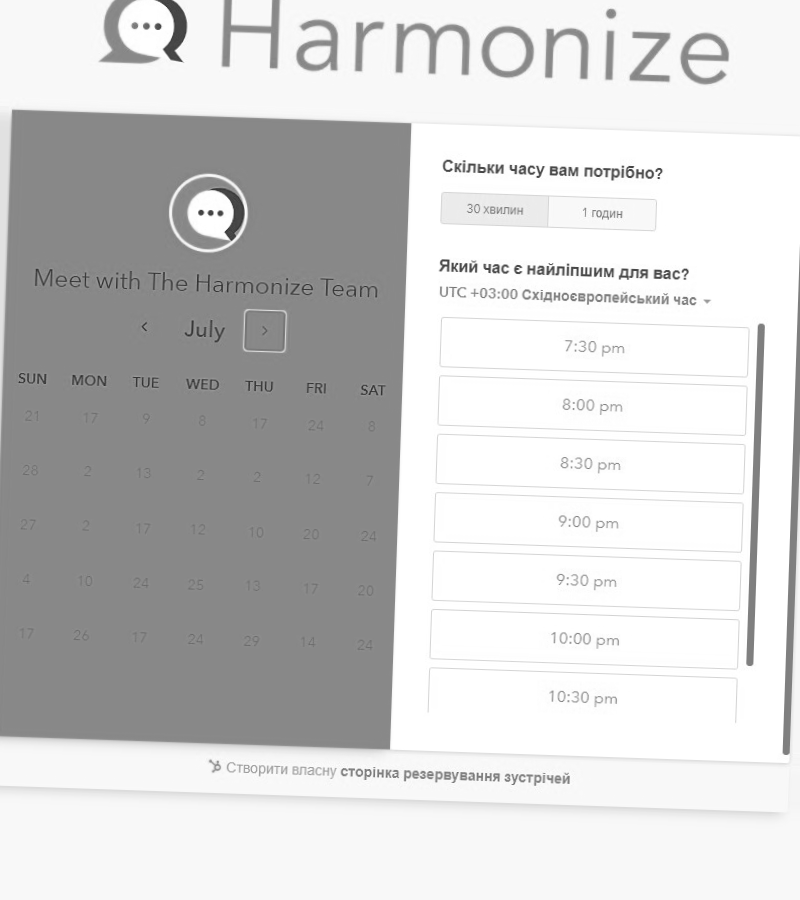 Harmonize
Meet with The Harmonize Team
July
SUN MON TUE WED THU FRI SAT
21 17 9 8 17 24 8
28 2 13 2 2 12 7
27 2 17 12 10 20 24
4 10 24 25 13 17 20
17 26 17 24 29 14 24
Скільки часу вам потрібно?
30 хвилин 1 годин
Який час є найліпшим для вас?
UTC +03:00 Східноєвропейський час
7:30 pm
8:00 pm
8:30 pm
9:00 pm
9:30 pm
10:00 pm
10:30 pm
Створити власну сторінка резервування зустрічей